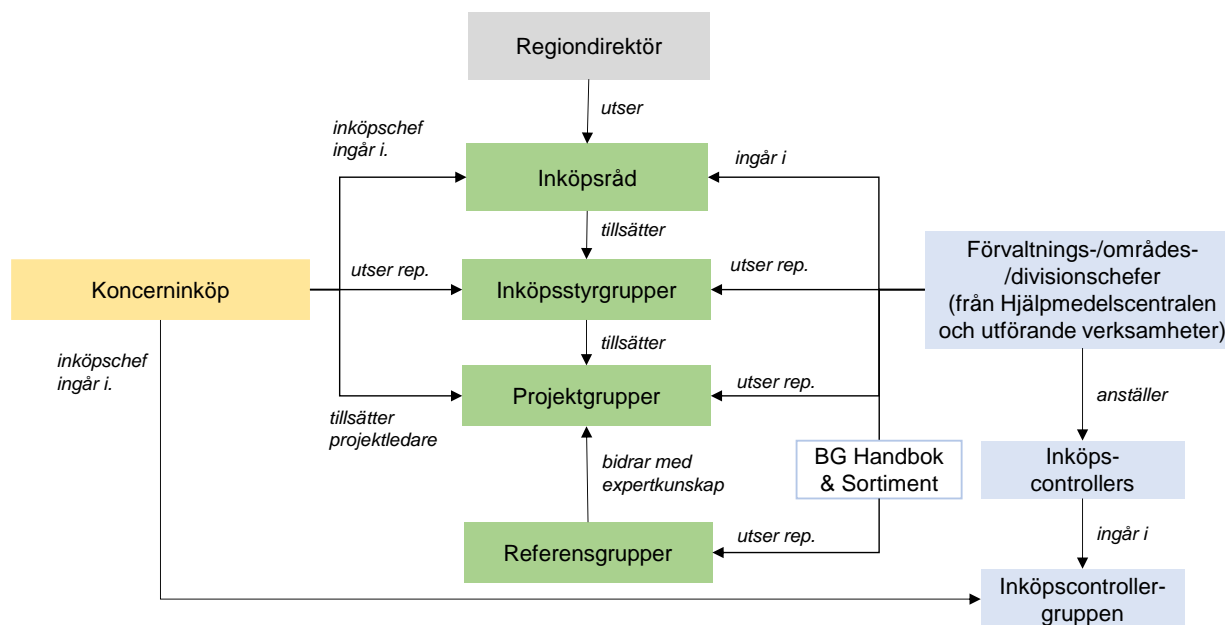 Regiondirektör
utser
inköpschef
ingår i.
Inköpsråd
ingår i
tillsätter
Koncerninköp
utser rep.
Inköpsstyrgrupper
utser rep.
Förvaltnings-/områdes-
/divisionschefer
(från Hjälpmedelscentralen
och utförande verksamheter)
inköpschef
ingår i.
tillsätter
Projektgrupper
utser rep.
tillsätter
projektledare
anställer
bidrar med
expertkunskap
BG Handbok
& Sortiment
Inköps-
controllers
Referensgrupper
utser rep.
ingår i
Inköpscontroller-
gruppen